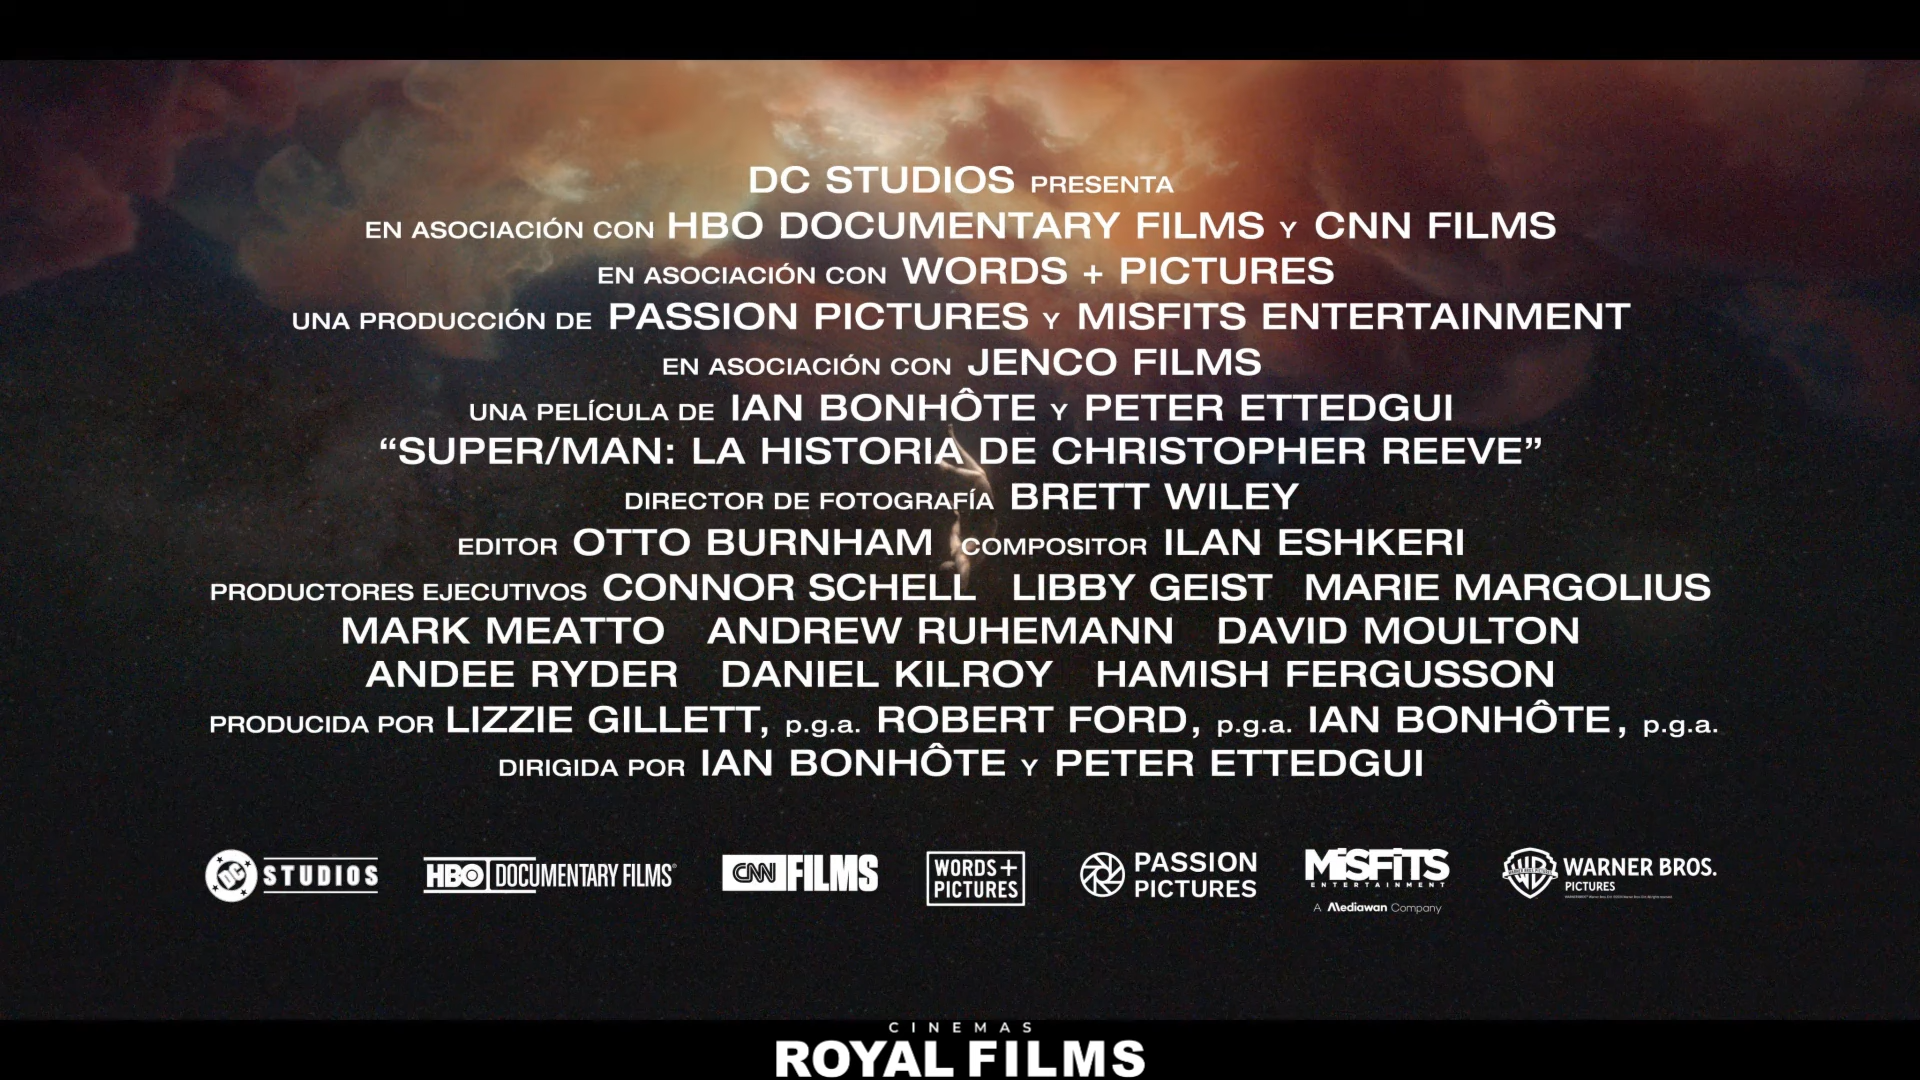 DC STUDIOS PRESENTA
EN ASOCIACIÓN CON HBO DOCUMENTARY FILMS Y CNN FILMS
EN ASOCIACIÓN CON WORDS + PICTURES
UNA PRODUCCIÓN DE PASSION PICTURES Y MISFITS ENTERTAINMENT
EN ASOCIACIÓN CON JENCO FILMS
UNA PELÍCULA DE IAN BONHÔTE Y PETER ETTEDGUI
“SUPER/MAN: LA HISTORIA DE CHRISTOPHER REEVE”
DIRECTOR DE FOTOGRAFÍA BRETT WILEY
EDITOR OTTO BURNHAM COMPOSITOR ILAN ESHKERI
PRODUCTORES EJECUTIVOS CONNOR SCHELL LIBBY GEIST MARIE MARGOLIUS
MARK MEATTO ANDREW RUHEMANN DAVID MOULTON
ANDEE RYDER DANIEL KILROY HAMISH FERGUSSON
PRODUCIDA POR LIZZIE GILLETT, p.g.a. ROBERT FORD, p.g.a. IAN BONHÔTE, p.g.a.
DIRIGIDA POR IAN BONHÔTE Y PETER ETTEDGUI
DC STUDIOS
HBO DOCUMENTARY FILMS®
CNN FILMS
WORDS +
PICTURES
PASSION
PICTURES
MiSFiTS
ENTERTAINMENT
A Mediawan Company
WB WARNER BROS.
PICTURES
CINEMAS
ROYAL FILMS